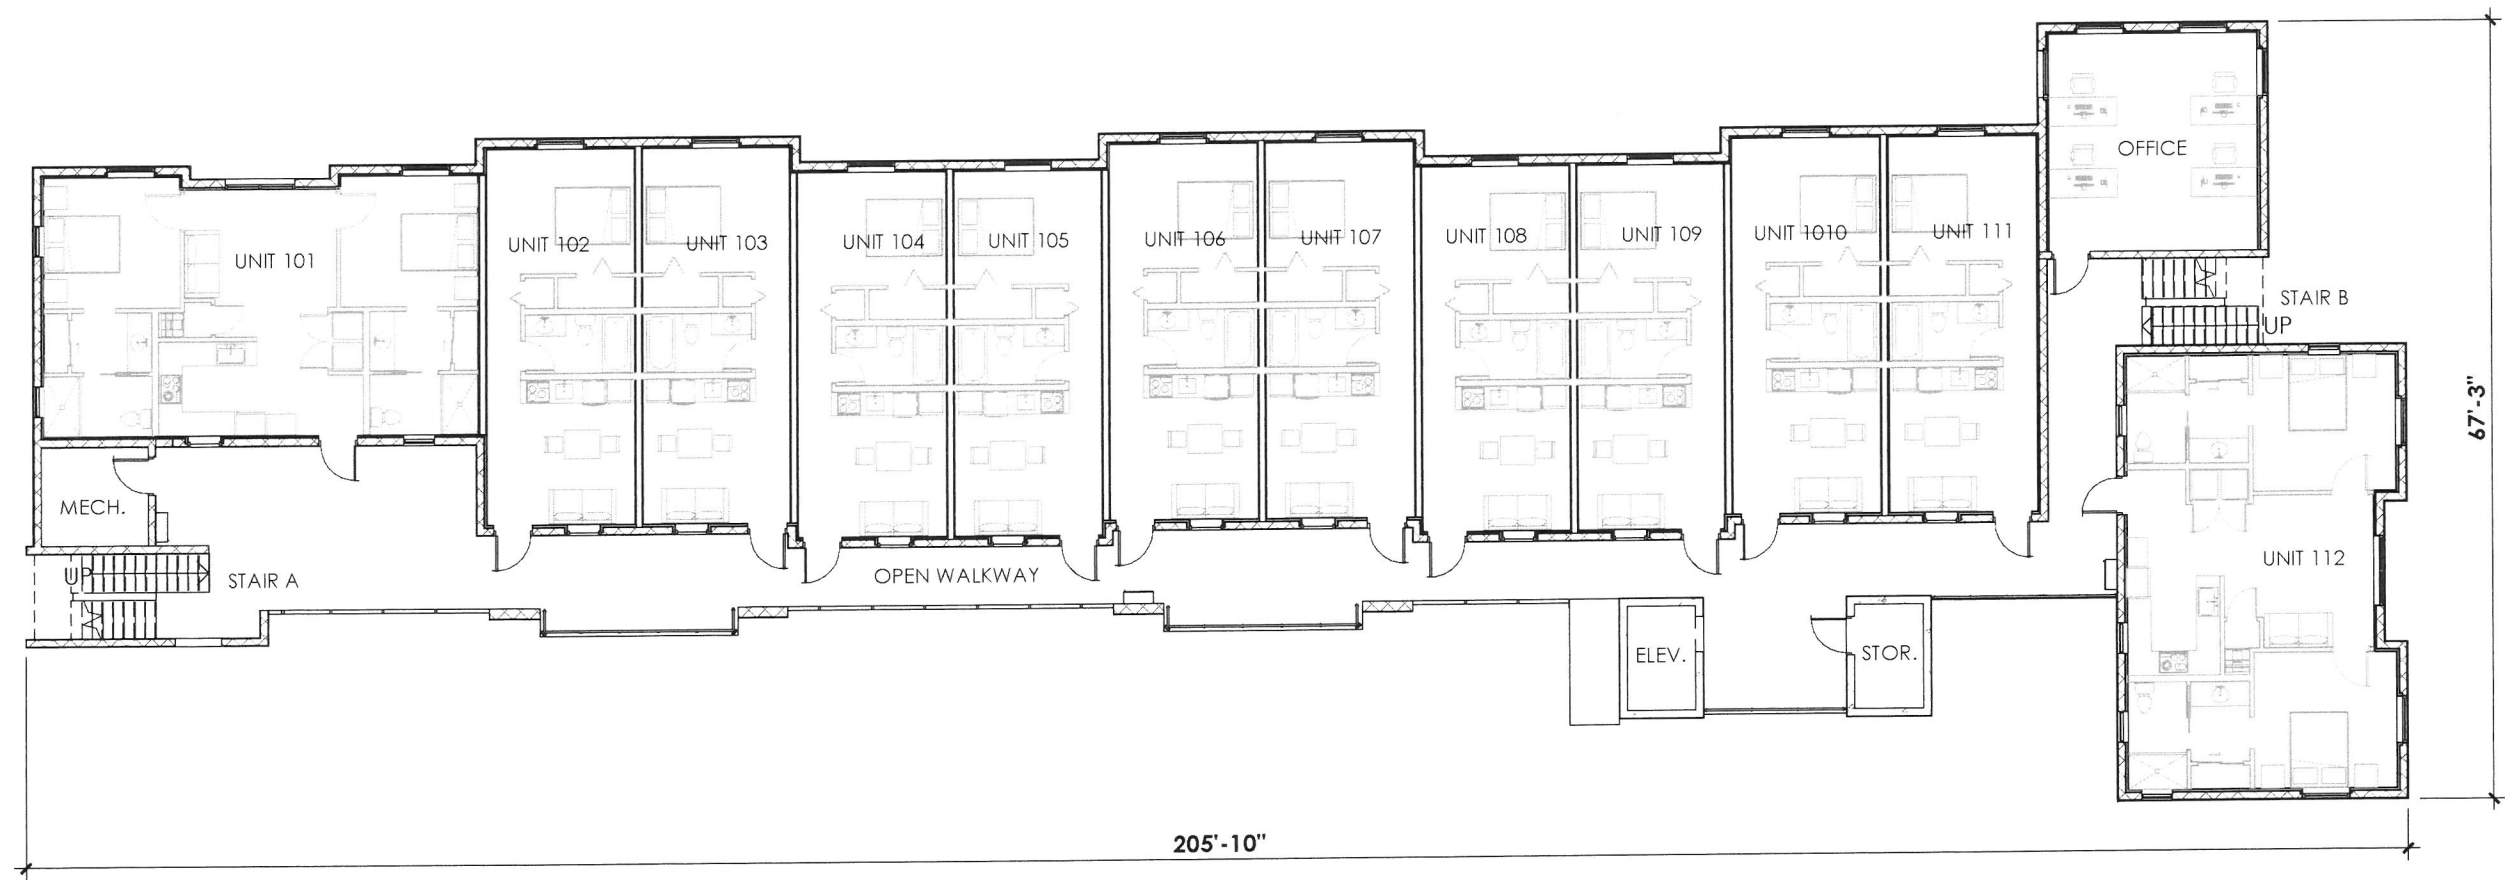 OFFICE
UNIT 101
UNIT 102
UNIT 103
UNIT 104
UNIT 105
UNIT 106
UNIT 107
UNIT 108
UNIT 109
UNIT 1010
UNIT 111
STAIR B
UP
67'-3"
MECH.
UP
STAIR A
OPEN WALKWAY
ELEV.
STOR.
UNIT 112
205'-10"